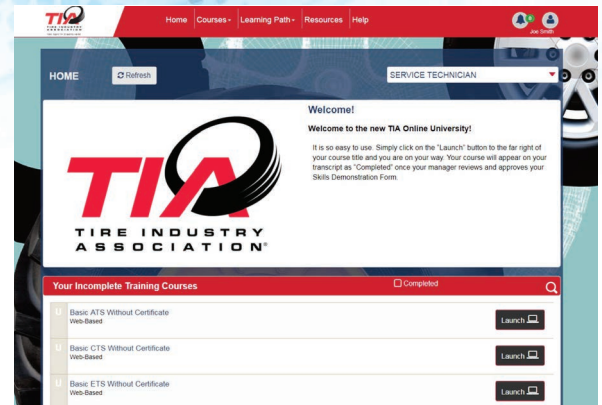 TIA
TIRE INDUSTRY
ASSOCIATION
Home Courses Learning Path Resources Help
0
Joe Smith
HOME
Refresh
SERVICE TECHNICIAN
TIA
TIRE INDUSTRY
ASSOCIATION®
Welcome!
Welcome to the new TIA Online University!
It is so easy to use. Simply click on the "Launch" button to the far right of
your course title and you are on your way. Your course will appear on your
transcript as "Completed" once your manager reviews and approves your
Skills Demonstration Form.
Your Incomplete Training Courses
Completed
U
Basic ATS Without Certificate
Web-Based
Launch
U
Basic CTS Without Certificate
Web-Based
Launch
U
Basic ETS Without Certificate
Web-Based
Launch